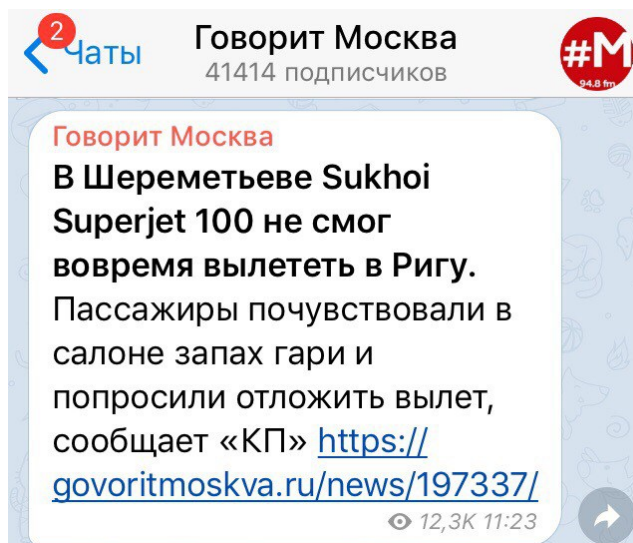 2
Чаты
Говорит Москва
41414 подписчиков
#М
94.8 fm
Говорит Москва
В Шереметьеве Sukhoi
Superjet 100 не смог
вовремя вылететь в Ригу.
Пассажиры почувствовали в
салоне запах гари и
попросили отложить вылет,
сообщает «КП» https://
govoritmoskva.ru/news/197337/
12,3K 11:23